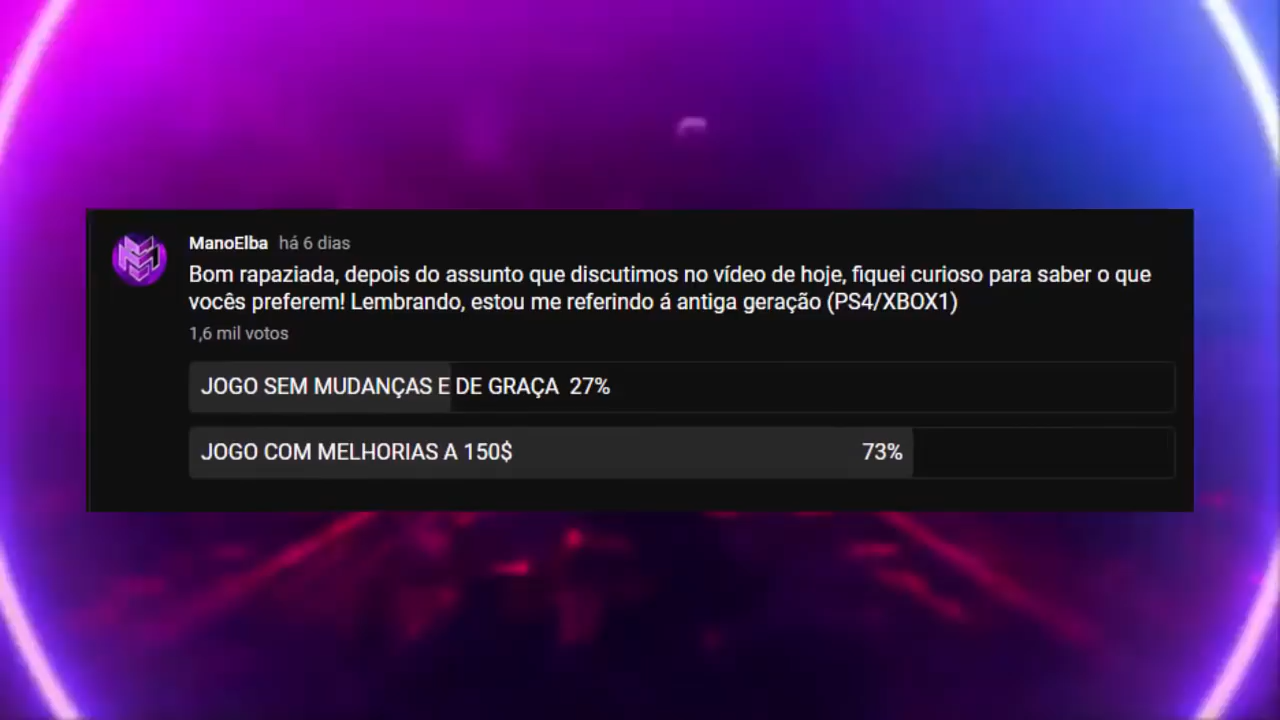 ManoElba há 6 dias
Bom rapaziada, depois do assunto que discutimos no vídeo de hoje, fiquei curioso para saber o que
vocês preferem! Lembrando, estou me referindo á antiga geração (PS4/XBOX1)
1,6 mil votos
JOGO SEM MUDANÇAS E DE GRAÇA 27%
JOGO COM MELHORIAS A 150$ 73%